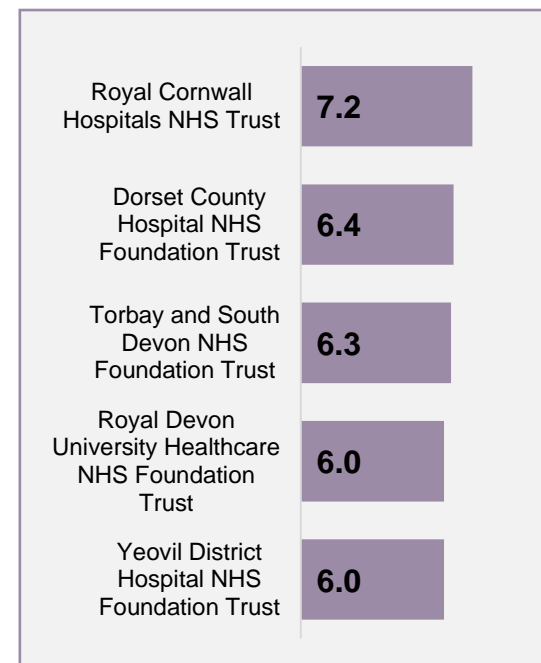 Royal Cornwall
Hospitals NHS Trust
7.2
Dorset County
Hospital NHS
Foundation Trust
6.4
Torbay and South
Devon NHS
Foundation Trust
6.3
Royal Devon
University Healthcare
NHS Foundation
Trust
6.0
Yeovil District
Hospital NHS
Foundation Trust
6.0